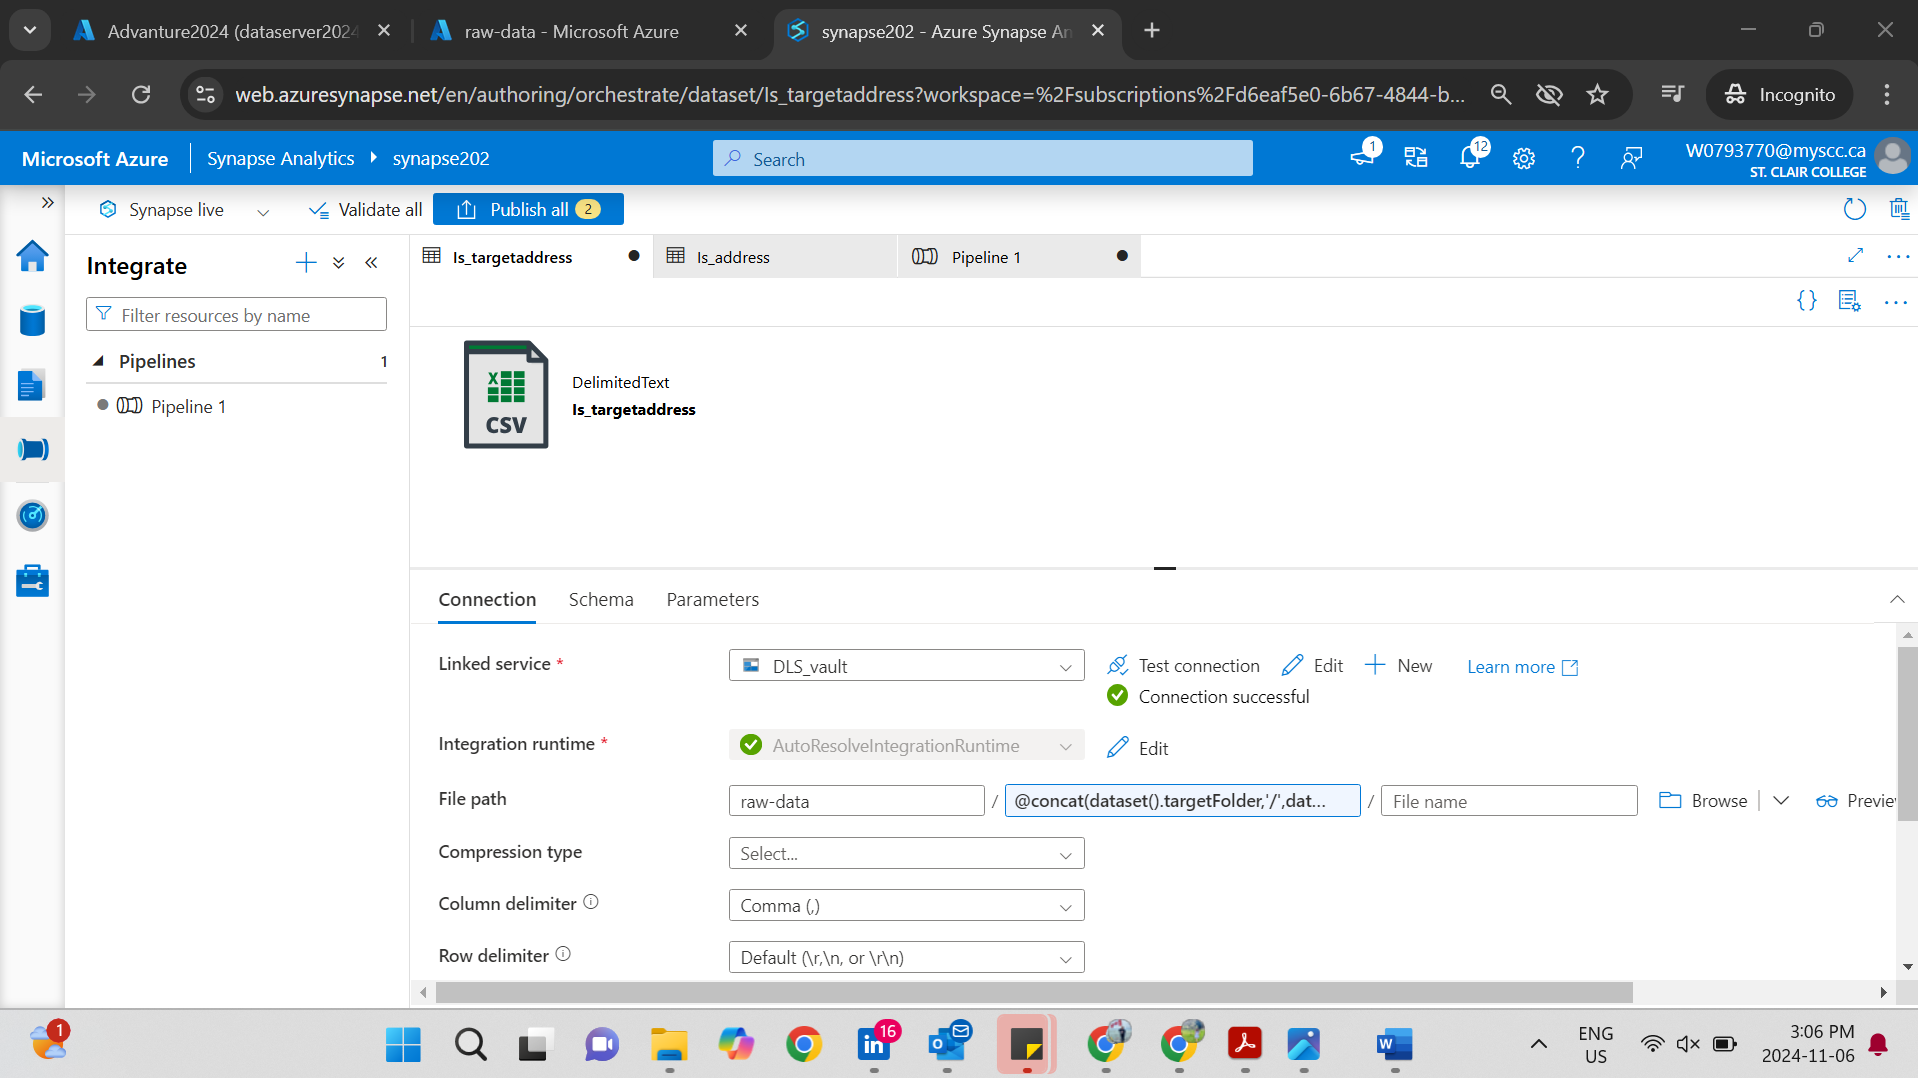 Advanture2024 (dataserver2024
raw-data - Microsoft Azure
synapse202 - Azure Synapse An
web.azuresynapse.net/en/authoring/orchestrate/dataset/ls_targetaddress?workspace=%2Fsubscriptions%2Fd6eaf5e0-6b67-4844-b...
Incognito
Microsoft Azure
Synapse Analytics
synapse202
Search
1
12
W0793770@myscc.ca
ST. CLAIR COLLEGE
Synapse live
Validate all
Publish all 2
Integrate
Filter resources by name
Pipelines 1
Pipeline 1
ls_targetaddress
ls_address
Pipeline 1
{}
X
CSV
DelimitedText
ls_targetaddress
Connection
Schema
Parameters
Linked service *
DLS_vault
Test connection
Edit
New
Learn more
Connection successful
Integration runtime *
AutoResolveIntegrationRuntime
Edit
File path
raw-data
/
@concat(dataset().targetFolder,'/',dat...
/
File name
Browse
Preview
Compression type
Select...
Column delimiter
Comma (,)
Row delimiter
Default (\r,\n, or \r\n)
1
16
ENG
US
3:06 PM
2024-11-06